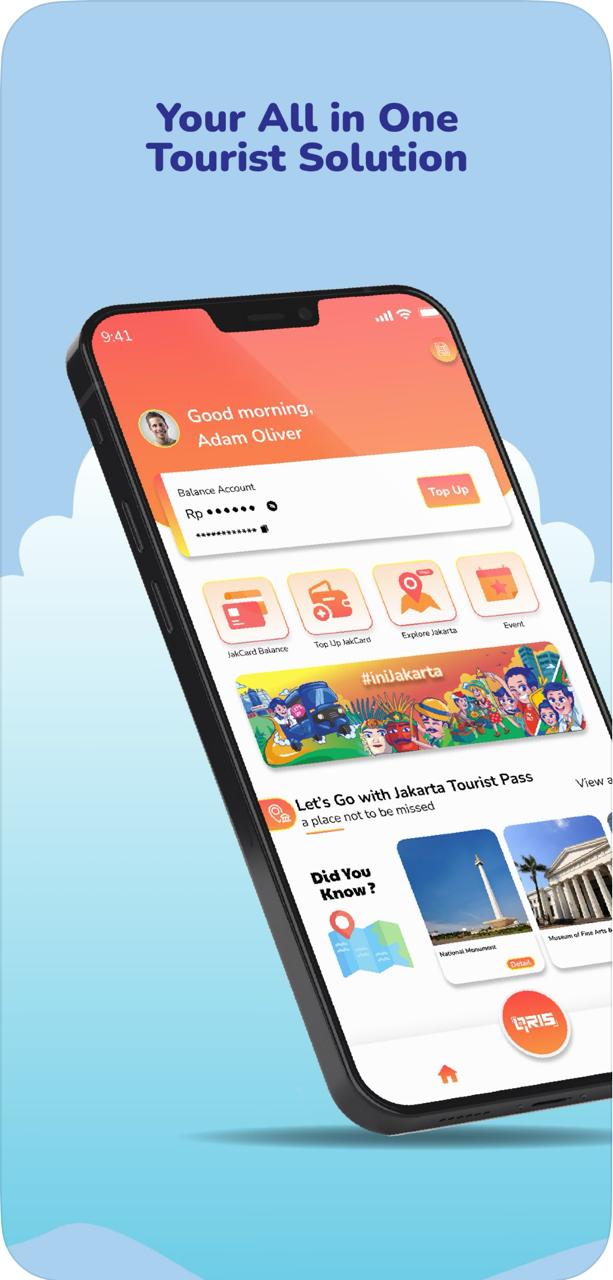 Your All in One
Tourist Solution
9:41
Good morning,
Adam Oliver
Balance Account
Rp ••••••
Top Up
JakCard Balance
Top Up JakCard
Explore Jakarta
Event
#iniJakarta
Let's Go with Jakarta Tourist Pass
View a
a place not to be missed
Did You
Know ?
National Monument
Detail
Museum of Fine Arts &
QRIS